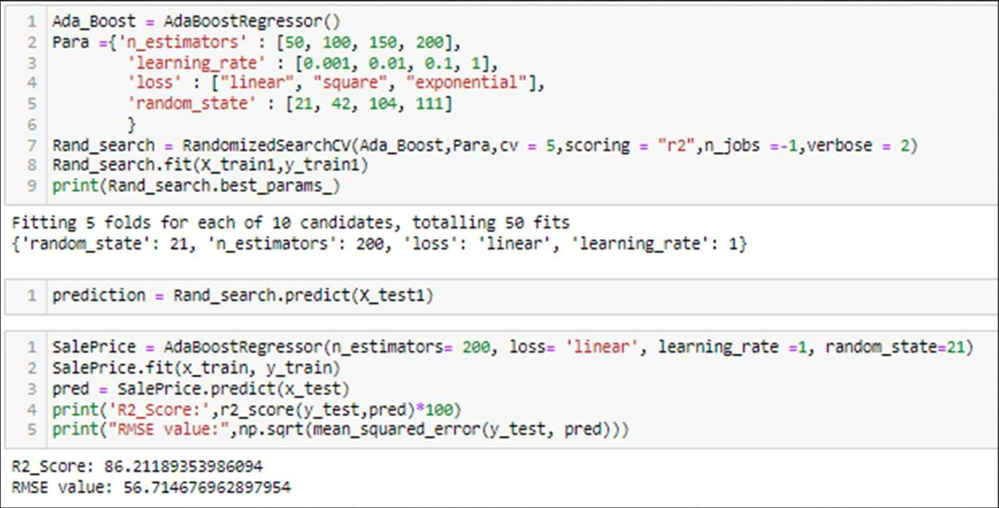 1 Ada_Boost = AdaBoostRegressor()
2 Para ={'n_estimators' : [50, 100, 150, 200],
3 'learning_rate' : [0.001, 0.01, 0.1, 1],
4 'loss' : ["linear", "square", "exponential"],
5 'random_state' : [21, 42, 104, 111]
6 }
7 Rand_search = RandomizedSearchCV(Ada_Boost,Para,cv = 5,scoring = "r2",n_jobs =-1,verbose = 2)
8 Rand_search.fit(X_train1,y_train1)
9 print(Rand_search.best_params_)
Fitting 5 folds for each of 10 candidates, totalling 50 fits
{'random_state': 21, 'n_estimators': 200, 'loss': 'linear', 'learning_rate': 1}
1 prediction = Rand_search.predict(X_test1)
1 SalePrice = AdaBoostRegressor(n_estimators= 200, loss= 'linear', learning_rate =1, random_state=21)
2 SalePrice.fit(x_train, y_train)
3 pred = SalePrice.predict(x_test)
4 print('R2_Score:',r2_score(y_test,pred)*100)
5 print("RMSE value:",np.sqrt(mean_squared_error(y_test, pred)))
R2_Score: 86.21189353986094
RMSE value: 56.714676962897954